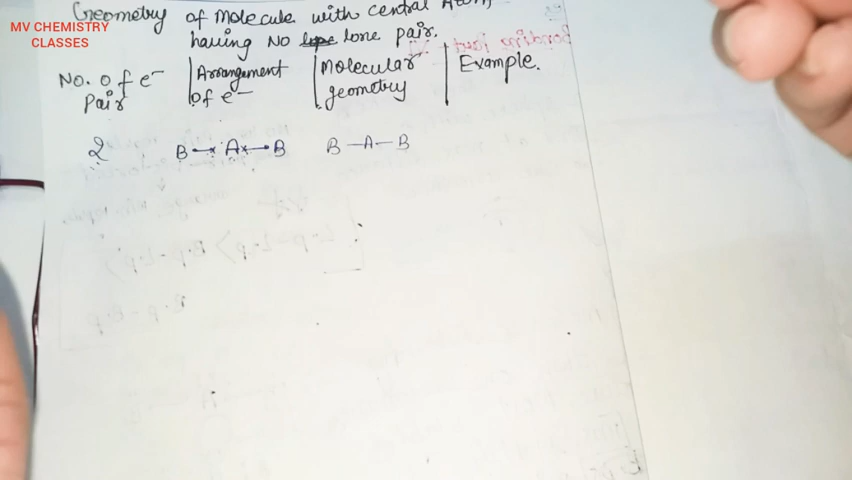 Geometry of Molecule with central Atom
having NO lone pair.
MV CHEMISTRY
CLASSES
No. of e⁻ Pair
Arrangement of e⁻
Molecular geometry
Example.
2
B A B
B - A - B